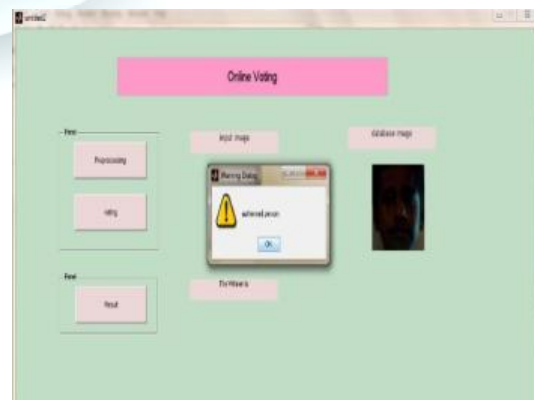 untitled2
Online Voting
Panel
Preprocessing
voting
input image
database image
Warning Dialog
authorised person
OK
Panel
Result
The Winner is